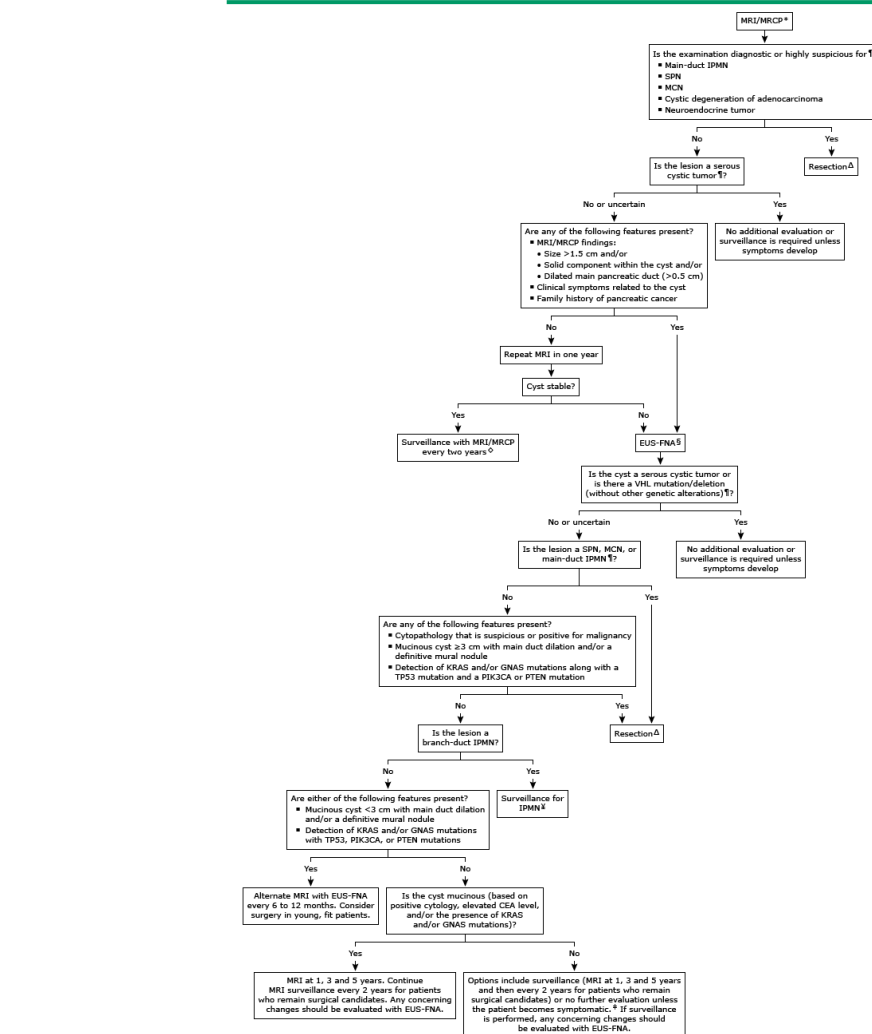 MRI/MRCP*
Is the examination diagnostic or highly suspicious for¶
▪ Main-duct IPMN
▪ SPN
▪ MCN
▪ Cystic degeneration of adenocarcinoma
▪ Neuroendocrine tumor
No
Yes
Is the lesion a serous
cystic tumor¶?
ResectionΔ
No or uncertain
Yes
Are any of the following features present?
▪ MRI/MRCP findings:
• Size >1.5 cm and/or
• Solid component within the cyst and/or
• Dilated main pancreatic duct (>0.5 cm)
▪ Clinical symptoms related to the cyst
▪ Family history of pancreatic cancer
No additional evaluation or
surveillance is required unless
symptoms develop
No
Yes
Repeat MRI in one year
Cyst stable?
Yes
No
Surveillance with MRI/MRCP
every two years◊
EUS-FNA§
Is the cyst a serous cystic tumor or
is there a VHL mutation/deletion
(without other genetic alterations)¶?
No or uncertain
Yes
Is the lesion a SPN, MCN, or
main-duct IPMN¶?
No additional evaluation or
surveillance is required unless
symptoms develop
No
Yes
Are any of the following features present?
▪ Cytopathology that is suspicious or positive for malignancy
▪ Mucinous cyst ≥3 cm with main duct dilation and/or a
definitive mural nodule
▪ Detection of KRAS and/or GNAS mutations along with a
TP53 mutation and a PIK3CA or PTEN mutation
No
Yes
Is the lesion a
branch-duct IPMN?
ResectionΔ
No
Yes
Are either of the following features present?
▪ Mucinous cyst <3 cm with main duct dilation
and/or a definitive mural nodule
▪ Detection of KRAS and/or GNAS mutations
with TP53, PIK3CA, or PTEN mutations
Surveillance for
IPMN¥
Yes
No
Alternate MRI with EUS-FNA
every 6 to 12 months. Consider
surgery in young, fit patients.
Is the cyst mucinous (based on
positive cytology, elevated CEA level,
and/or the presence of KRAS
and/or GNAS mutations)?
Yes
No
MRI at 1, 3 and 5 years. Continue
MRI surveillance every 2 years for patients
who remain surgical candidates. Any concerning
changes should be evaluated with EUS-FNA.
Options include surveillance (MRI at 1, 3 and 5 years
and then every 2 years for patients who remain
surgical candidates) or no further evaluation unless
the patient becomes symptomatic.‡ If surveillance
is performed, any concerning changes should
be evaluated with EUS-FNA.